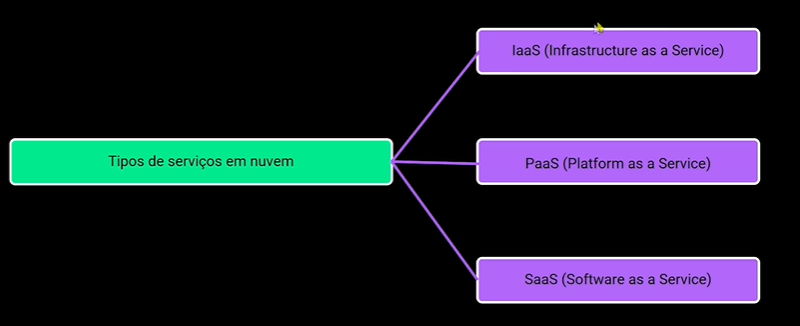 IaaS (Infrastructure as a Service)
Tipos de serviços em nuvem
PaaS (Platform as a Service)
SaaS (Software as a Service)